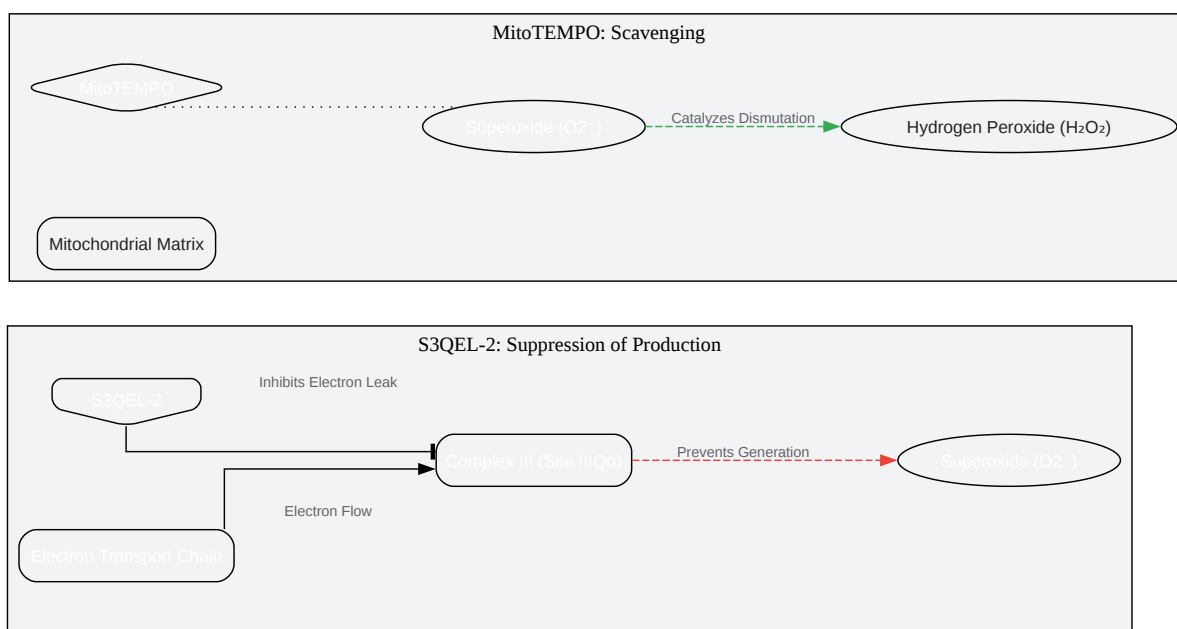 MitoTEMPO: Scavenging
MitoTEMPO
Superoxide (O2⁻)
Catalyzes Dismutation
Hydrogen Peroxide (H₂O₂)
Mitochondrial Matrix
S3QEL-2: Suppression of Production
Inhibits Electron Leak
S3QEL-2
Complex III (Site IIIQo)
Prevents Generation
Superoxide (O2⁻)
Electron Flow
Electron Transport Chain